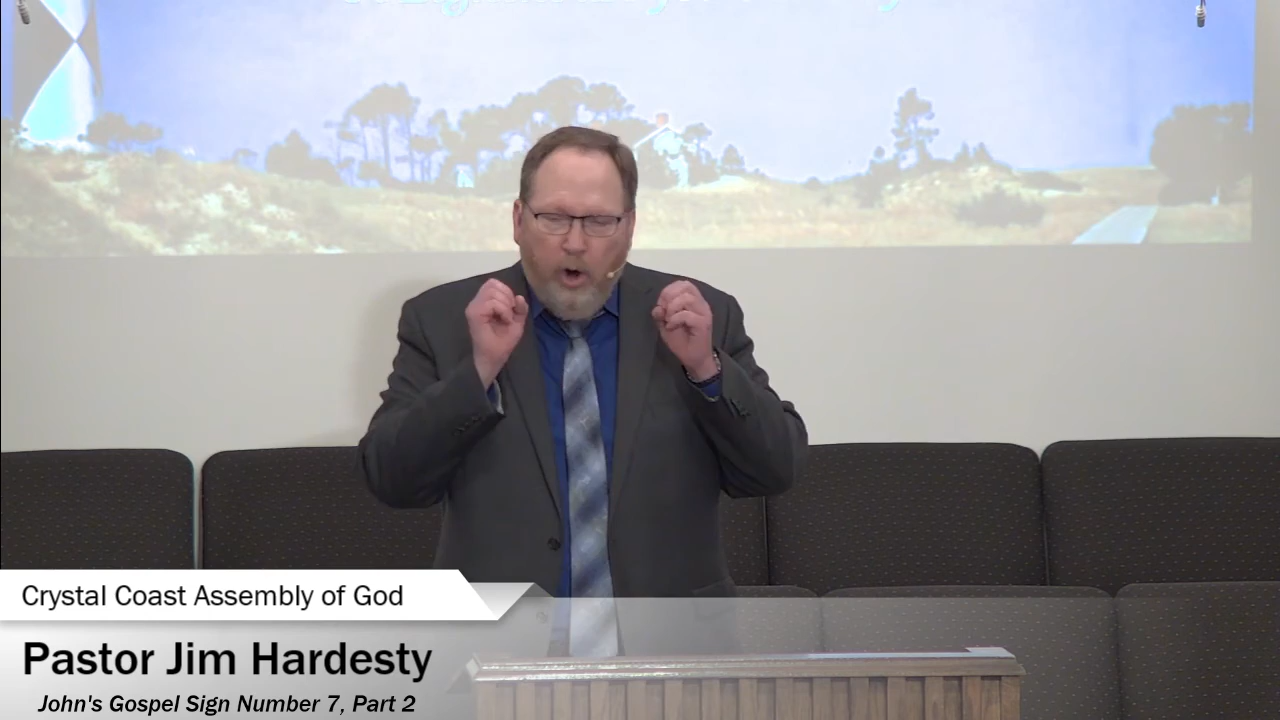 Crystal Coast Assembly of God
Pastor Jim Hardesty
John's Gospel Sign Number 7, Part 2